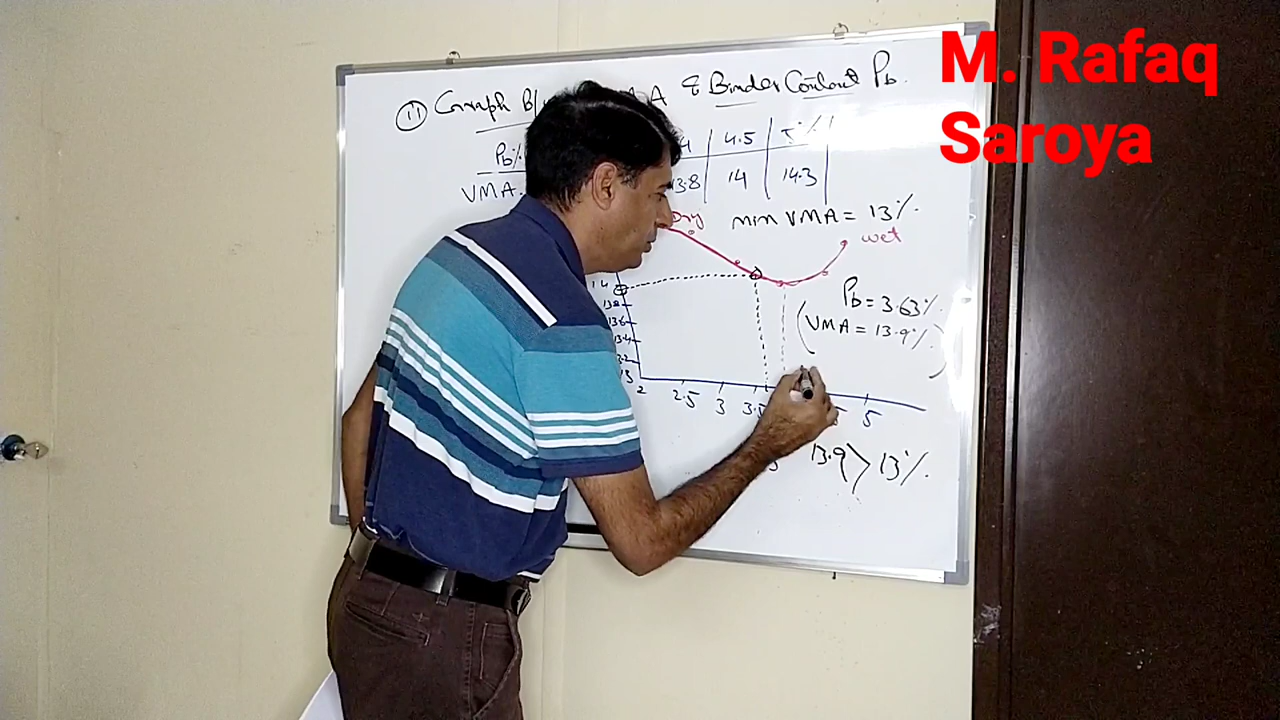 M. Rafaq
Saroya
11 Graph B/ A & Binder Content Pb
Pb% 4 4.5 5%
VMA 13.8 14 14.3
Dry min VMA = 13%
wet
14
13.8
13.6
13.4
13.2
13
Pb = 3.63%
(VMA = 13.9%)
2 2.5 3 3.5 5
13.9 > 13%